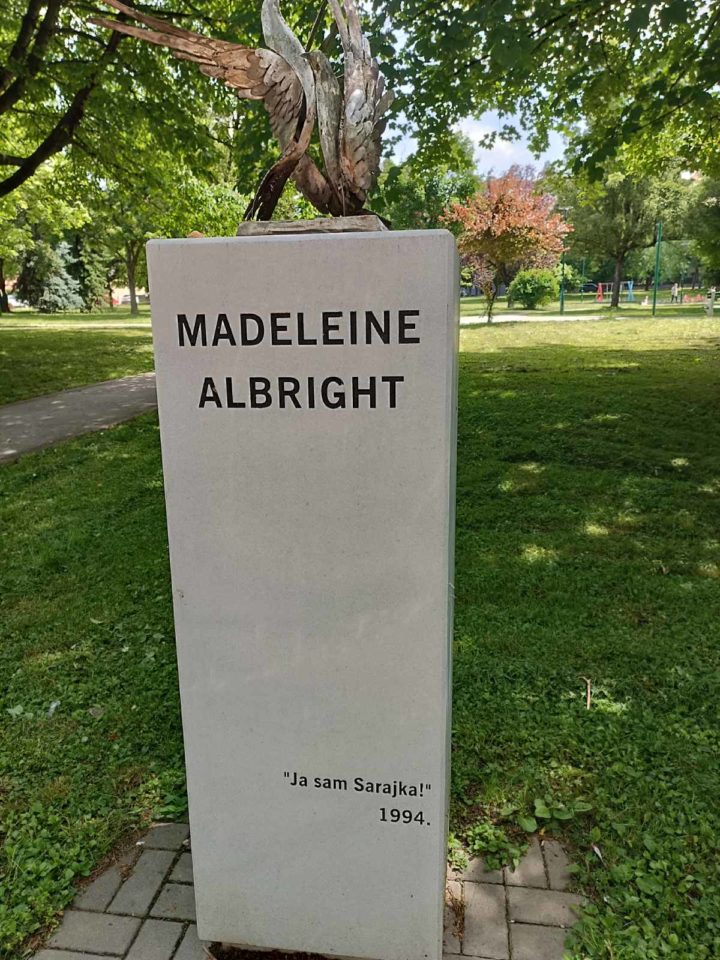 MADELEINE
ALBRIGHT
"Ja sam Sarajka!"
1994.